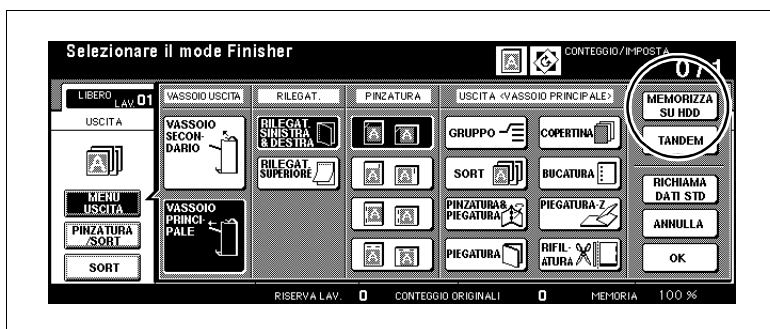 Selezionare il mode Finisher
CONTEGGIO/IMPOSTA
0/1
LIBERO LAV. 01
USCITA
MENU
USCITA
PINZATURA
/SORT
SORT
VASSOIO USCITA
VASSOIO
SECON-
DARIO
VASSOIO
PRINCI-
PALE
RILEGAT.
RILEGAT.
SINISTRA
& DESTRA
RILEGAT.
SUPERIORE
PINZATURA
USCITA <VASSOIO PRINCIPALE>
GRUPPO
COPERTINA
SORT
BUCATURA
PINZATURA&
PIEGATURA
PIEGATURA-Z
PIEGATURA
RIFIL-
ATURA
MEMORIZZA
SU HDD
TANDEM
RICHIAMA
DATI STD
ANNULLA
OK
RISERVA LAV. 0 CONTEGGIO ORIGINALI 0 MEMORIA 100 %